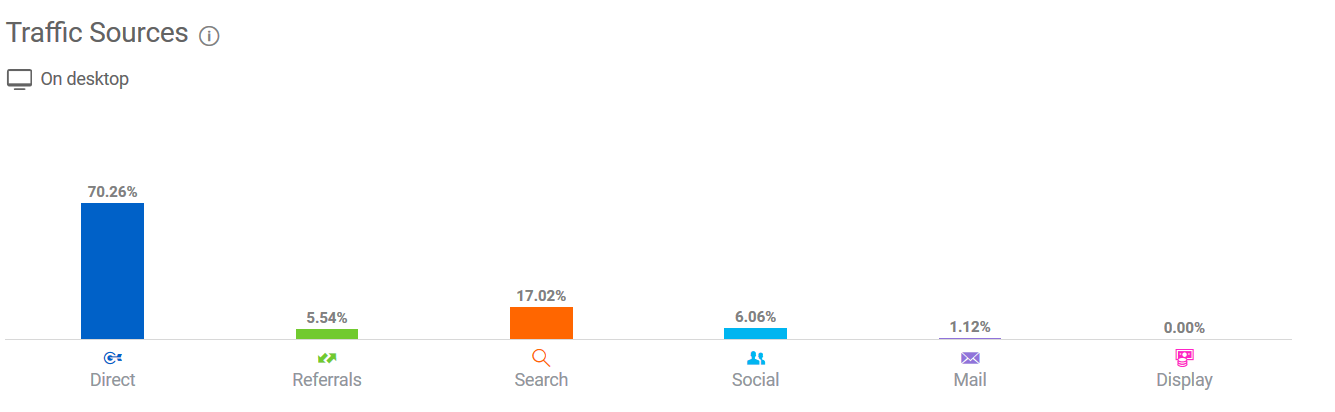 Traffic Sources
On desktop
70.26%
5.54%
17.02%
6.06%
1.12%
0.00%
Direct
Referrals
Search
Social
Mail
Display